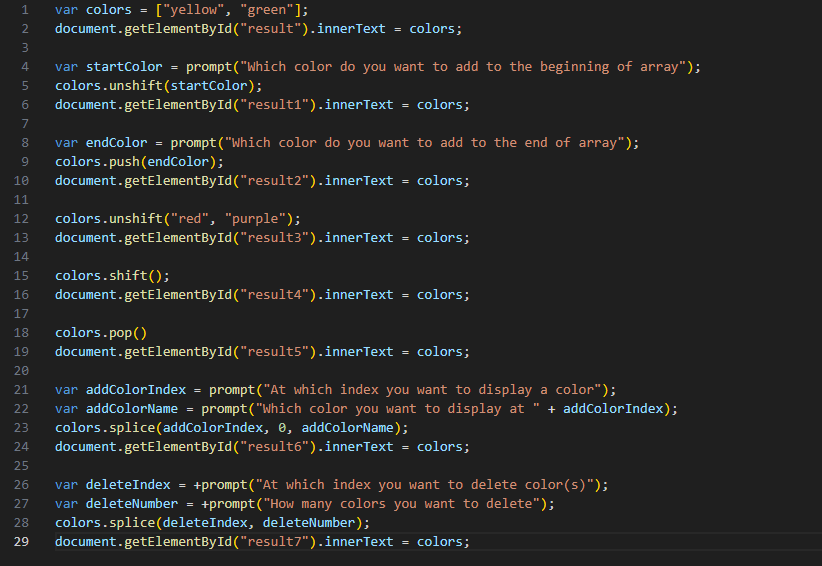 1 var colors = ["yellow", "green"];
2 document.getElementById("result").innerText = colors;
3
4 var startColor = prompt("Which color do you want to add to the beginning of array");
5 colors.unshift(startColor);
6 document.getElementById("result1").innerText = colors;
7
8 var endColor = prompt("Which color do you want to add to the end of array");
9 colors.push(endColor);
10 document.getElementById("result2").innerText = colors;
11
12 colors.unshift("red", "purple");
13 document.getElementById("result3").innerText = colors;
14
15 colors.shift();
16 document.getElementById("result4").innerText = colors;
17
18 colors.pop()
19 document.getElementById("result5").innerText = colors;
20
21 var addColorIndex = prompt("At which index you want to display a color");
22 var addColorName = prompt("Which color you want to display at " + addColorIndex);
23 colors.splice(addColorIndex, 0, addColorName);
24 document.getElementById("result6").innerText = colors;
25
26 var deleteIndex = +prompt("At which index you want to delete color(s)");
27 var deleteNumber = +prompt("How many colors you want to delete");
28 colors.splice(deleteIndex, deleteNumber);
29 document.getElementById("result7").innerText = colors;